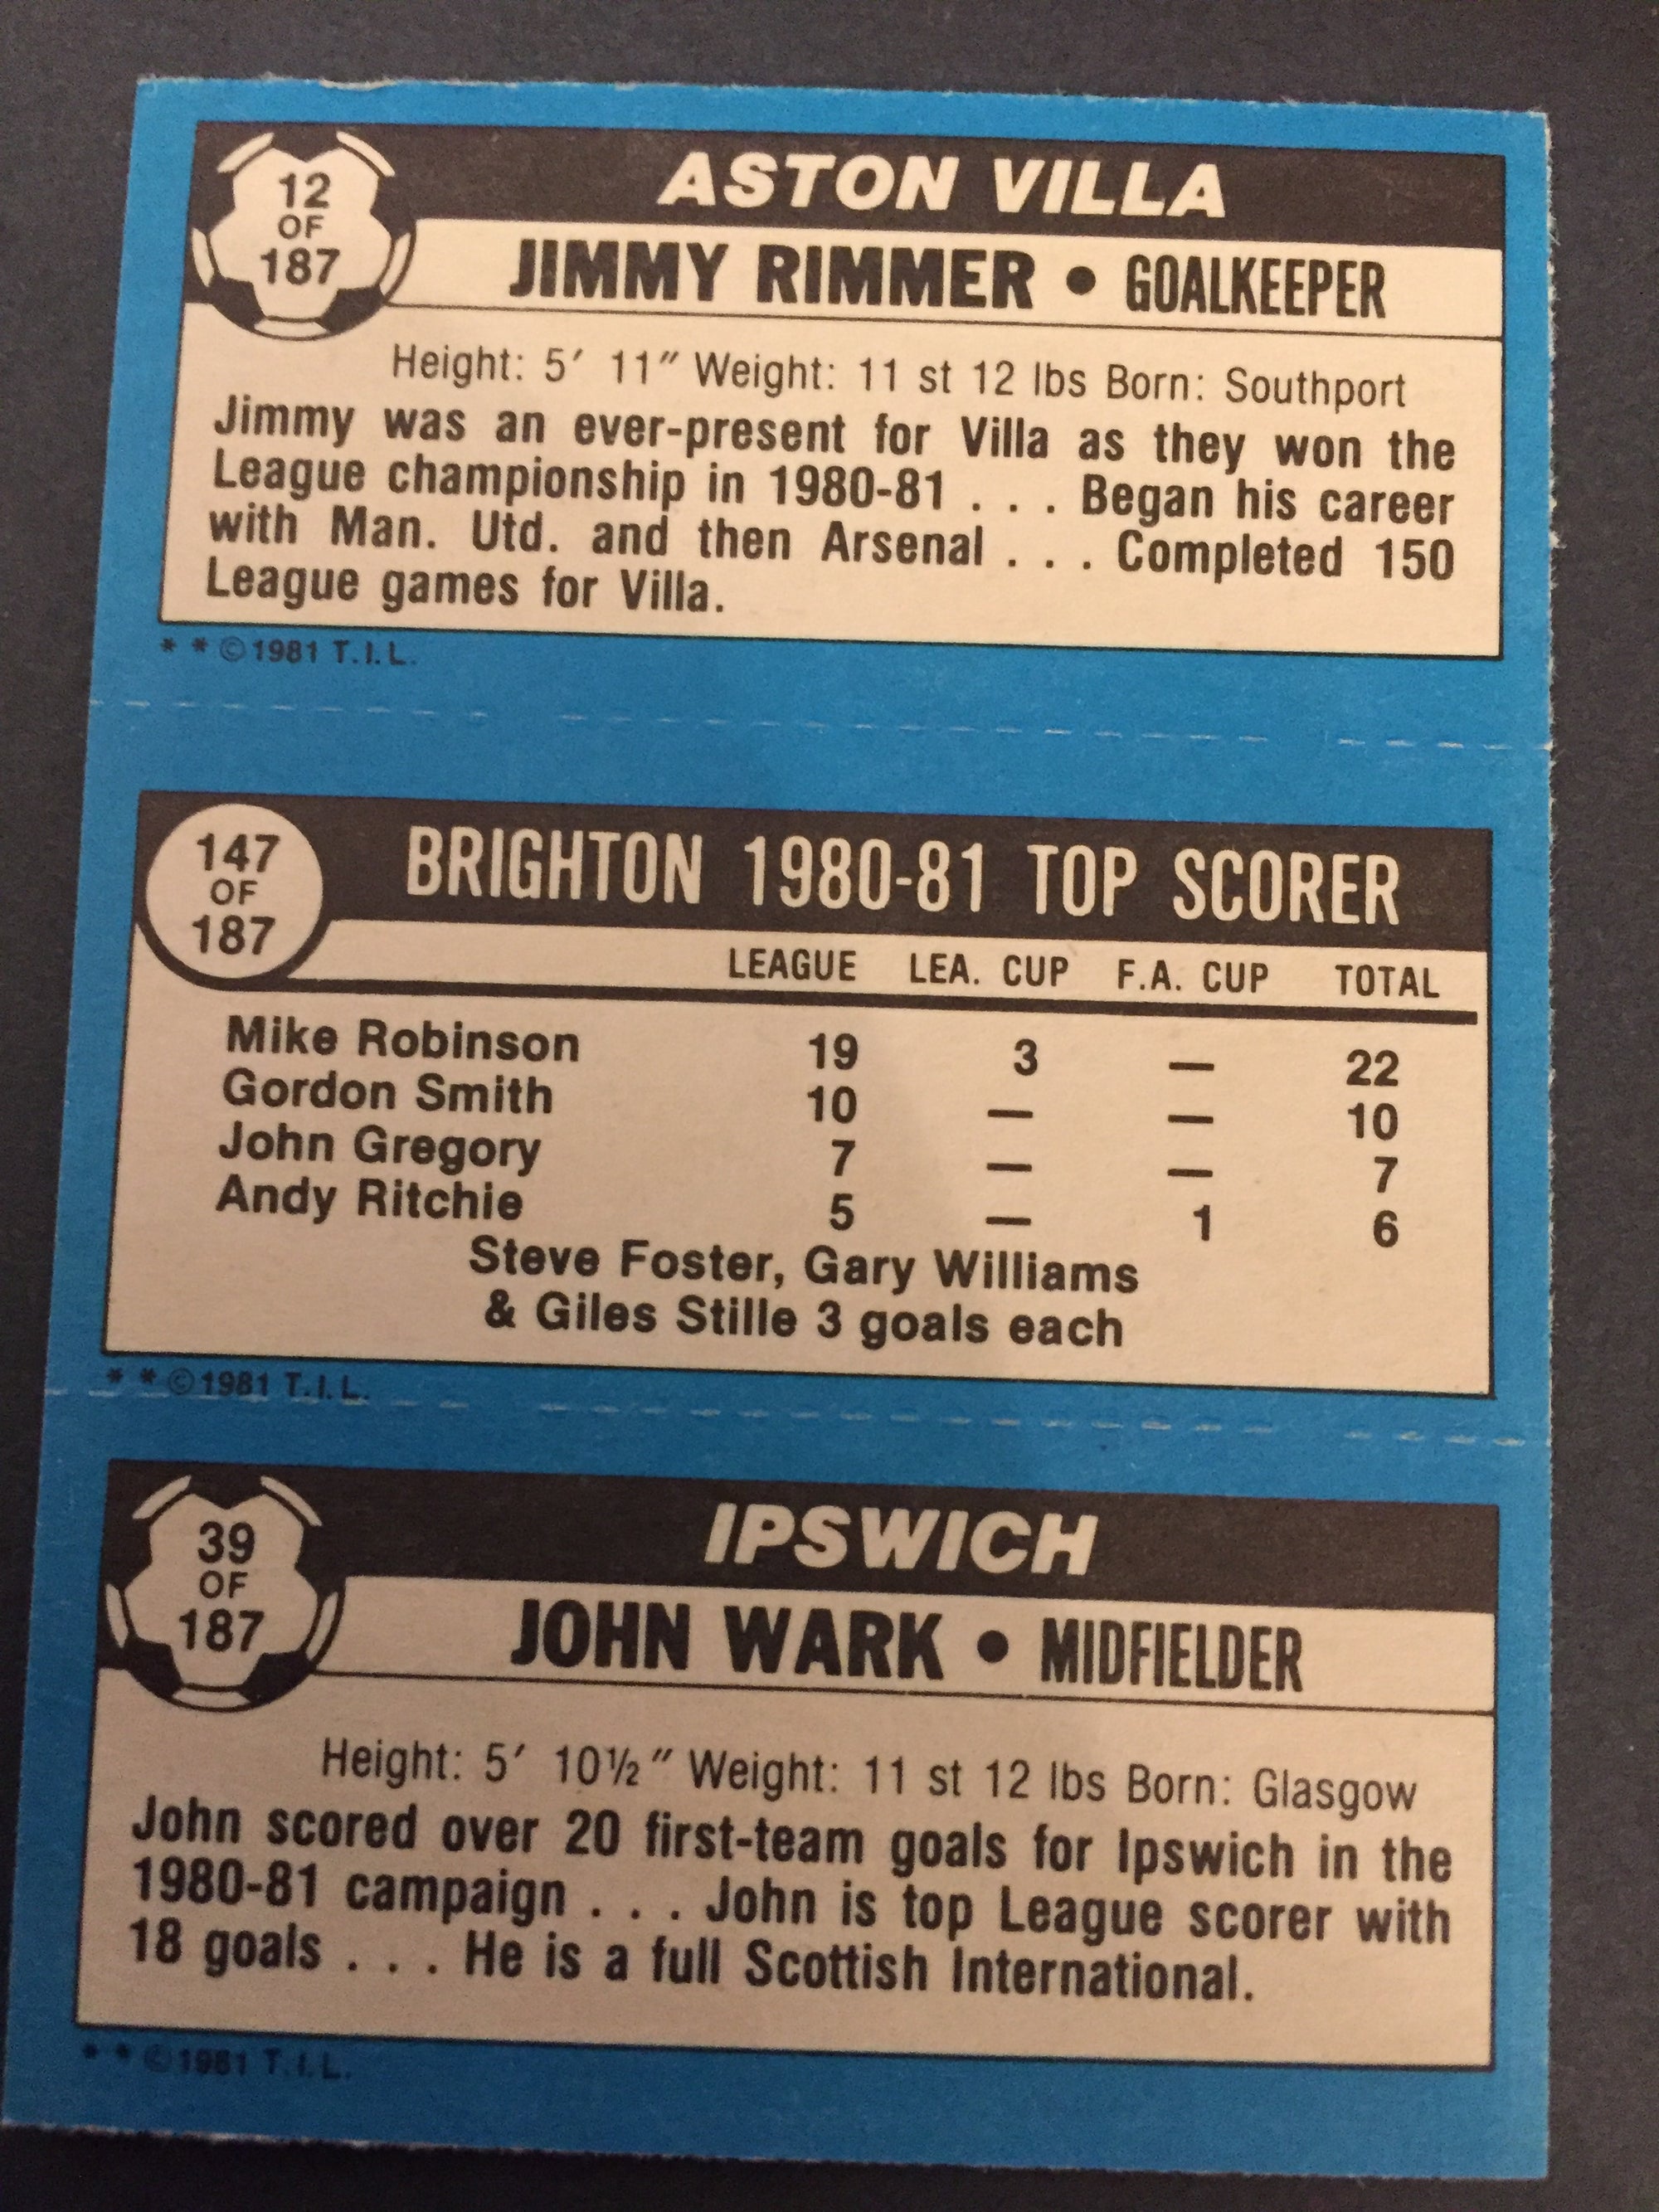 12
OF
187
ASTON VILLA
JIMMY RIMMER • GOALKEEPER
Height: 5′ 11″ Weight: 11 st 12 lbs Born: Southport
Jimmy was an ever-present for Villa as they won the
League championship in 1980-81 . . . Began his career
with Man. Utd. and then Arsenal . . . Completed 150
League games for Villa.
* * © 1981 T.I.L.
147
OF
187
BRIGHTON 1980-81 TOP SCORER
LEAGUE LEA. CUP F.A. CUP TOTAL
Mike Robinson 19 3 — 22
Gordon Smith 10 — — 10
John Gregory 7 — — 7
Andy Ritchie 5 — 1 6
Steve Foster, Gary Williams
& Giles Stille 3 goals each
* * © 1981 T.I.L.
39
OF
187
IPSWICH
JOHN WARK • MIDFIELDER
Height: 5′ 10½″ Weight: 11 st 12 lbs Born: Glasgow
John scored over 20 first-team goals for Ipswich in the
1980-81 campaign . . . John is top League scorer with
18 goals . . . He is a full Scottish International.
* * © 1981 T.I.L.